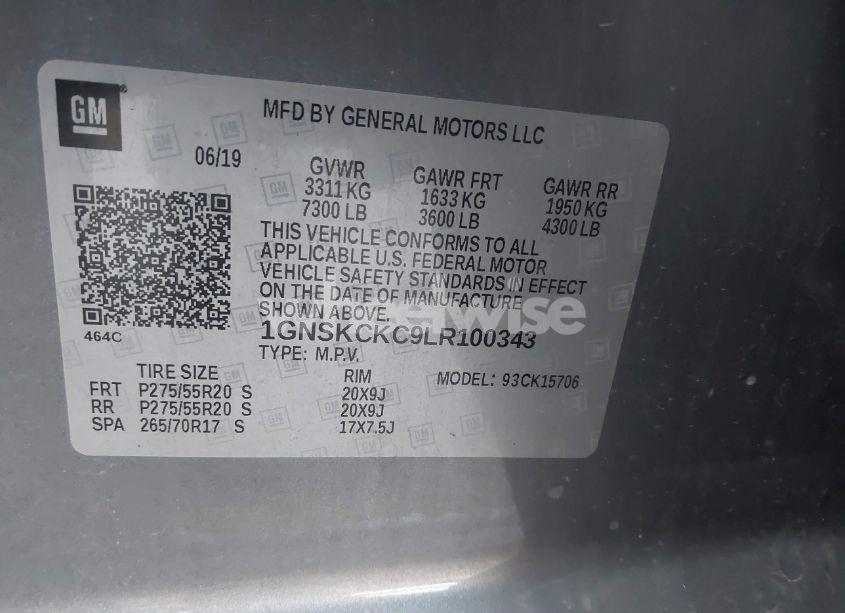 GM
MFD BY GENERAL MOTORS LLC
06/19
GVWR GAWR FRT GAWR RR
3311 KG 1633 KG 1950 KG
7300 LB 3600 LB 4300 LB
THIS VEHICLE CONFORMS TO ALL
APPLICABLE U.S. FEDERAL MOTOR
VEHICLE SAFETY STANDARDS IN EFFECT
ON THE DATE OF MANUFACTURE
SHOWN ABOVE.
464C
1GNSKCKC9LR100343
TYPE: M.P.V.
TIRE SIZE RIM MODEL: 93CK15706
FRT P275/55R20 S 20X9J
RR P275/55R20 S 20X9J
SPA 265/70R17 S 17X7.5J